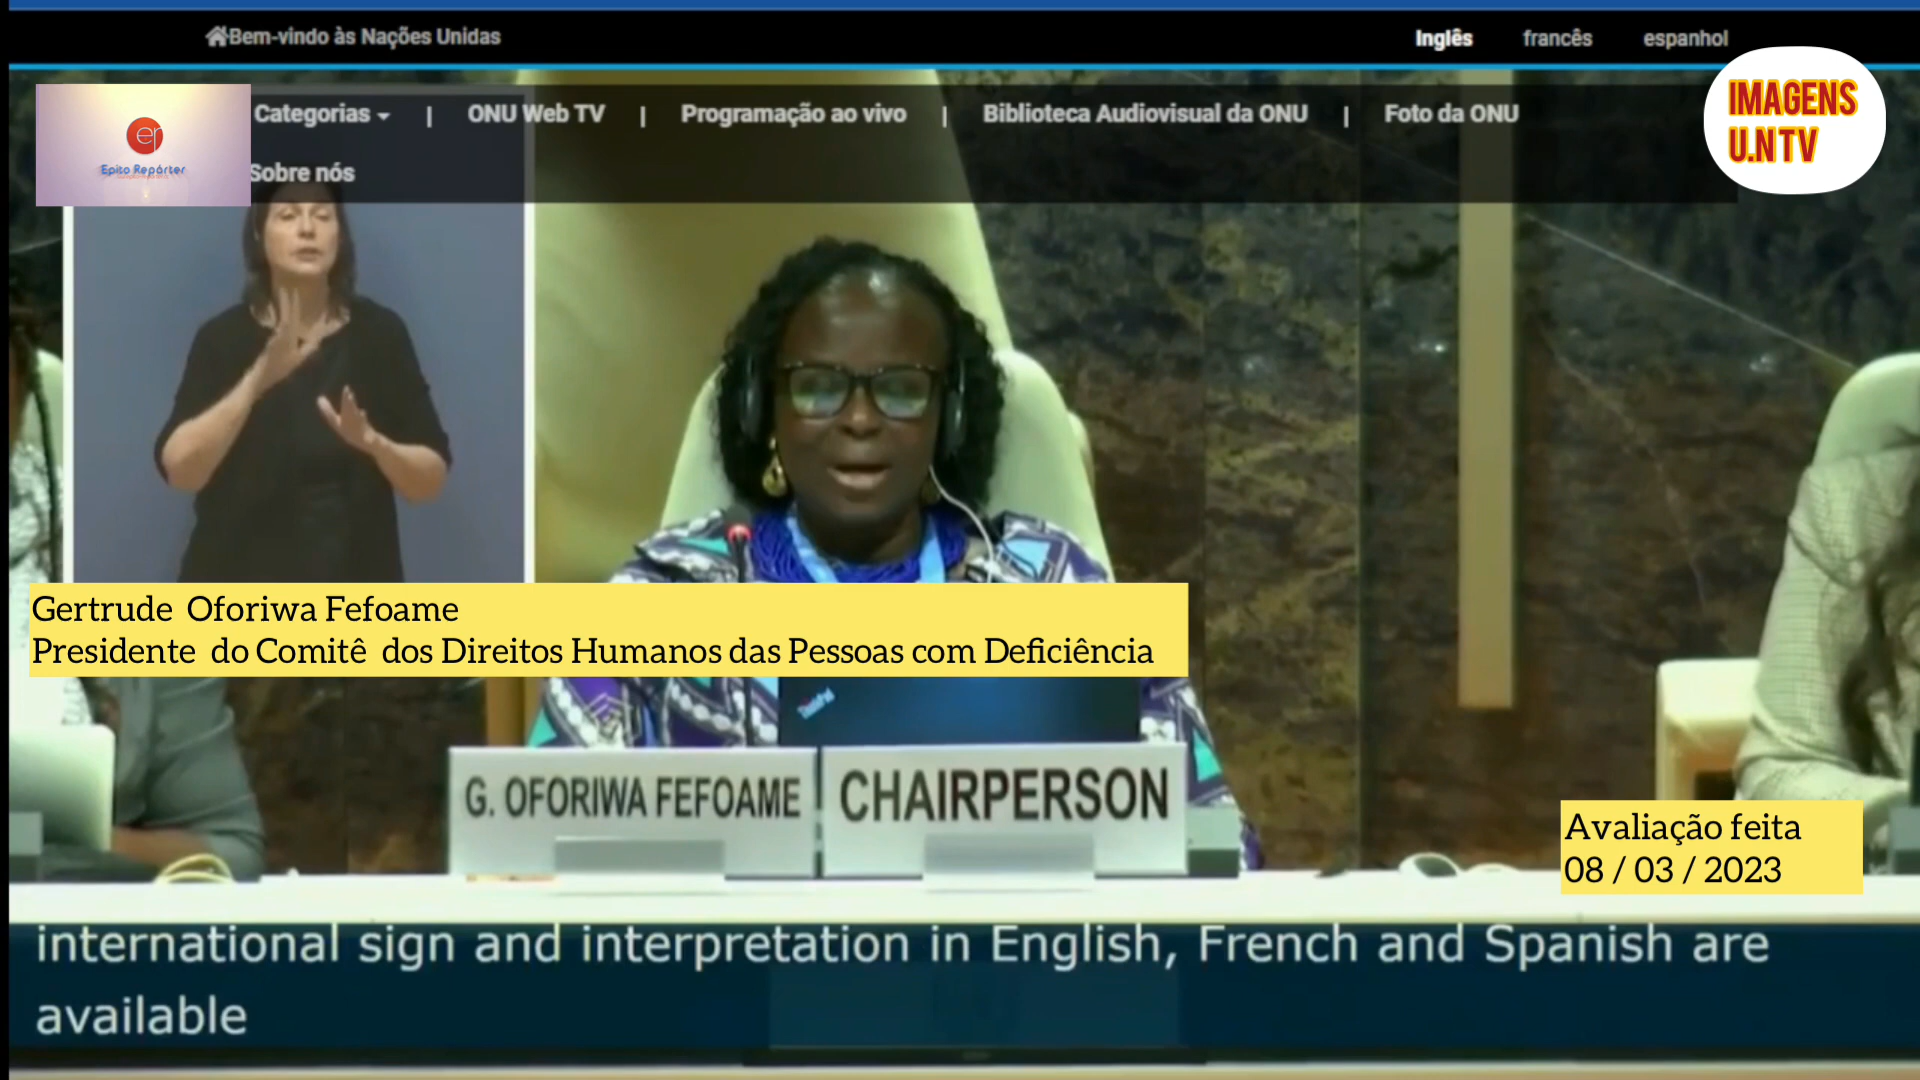 Bem-vindo às Nações Unidas
Inglês francês espanhol
Categorias | ONU Web TV | Programação ao vivo | Biblioteca Audiovisual da ONU | Foto da ONU
Sobre nós
er
Epito Repórter
IMAGENS
U.N TV
Gertrude Oforiwa Fefoame
Presidente do Comitê dos Direitos Humanos das Pessoas com Deficiência
ThinkPad
G. OFORIWA FEFOAME
CHAIRPERSON
Avaliação feita
08 / 03 / 2023
international sign and interpretation in English, French and Spanish are
available